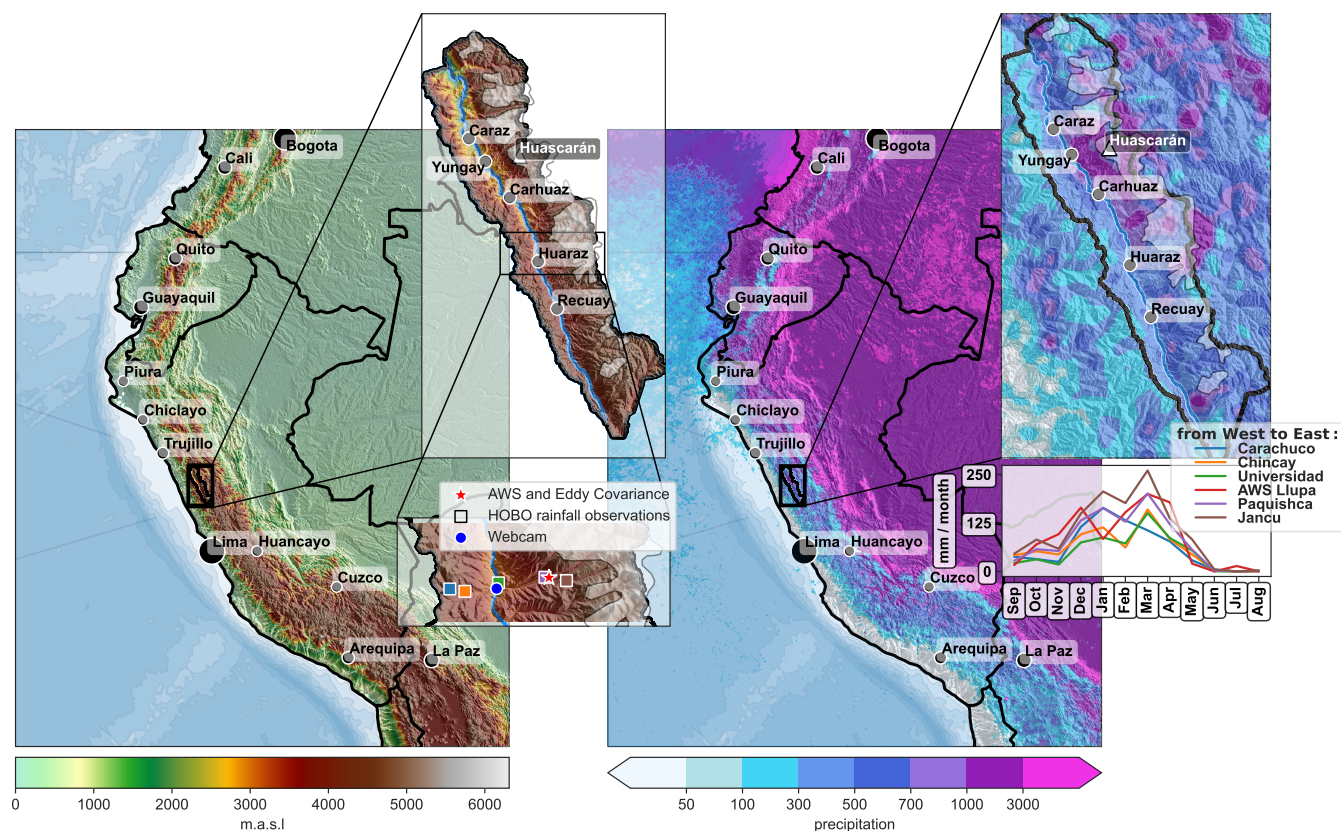 Caraz
Yungay
Huascarán
Carhuaz
Huaraz
Recuay
Cali
Bogota
Quito
Guayaquil
Piura
Chiclayo
Trujillo
Lima
Huancayo
Cuzco
Arequipa
La Paz
AWS and Eddy Covariance
HOBO rainfall observations
Webcam
0 1000 2000 3000 4000 5000 6000
m.a.s.l
Caraz
Yungay
Huascarán
Carhuaz
Huaraz
Recuay
Cali
Bogota
Quito
Guayaquil
Piura
Chiclayo
Trujillo
Lima
Huancayo
Cuzco
Arequipa
La Paz
from West to East:
Carachuco
Chincay
Universidad
AWS Llupa
Paquishca
Jancu
mm / month
250
125
0
Sep Oct Nov Dec Jan Feb Mar Apr May Jun Jul Aug
50 100 300 500 700 1000 3000
precipitation